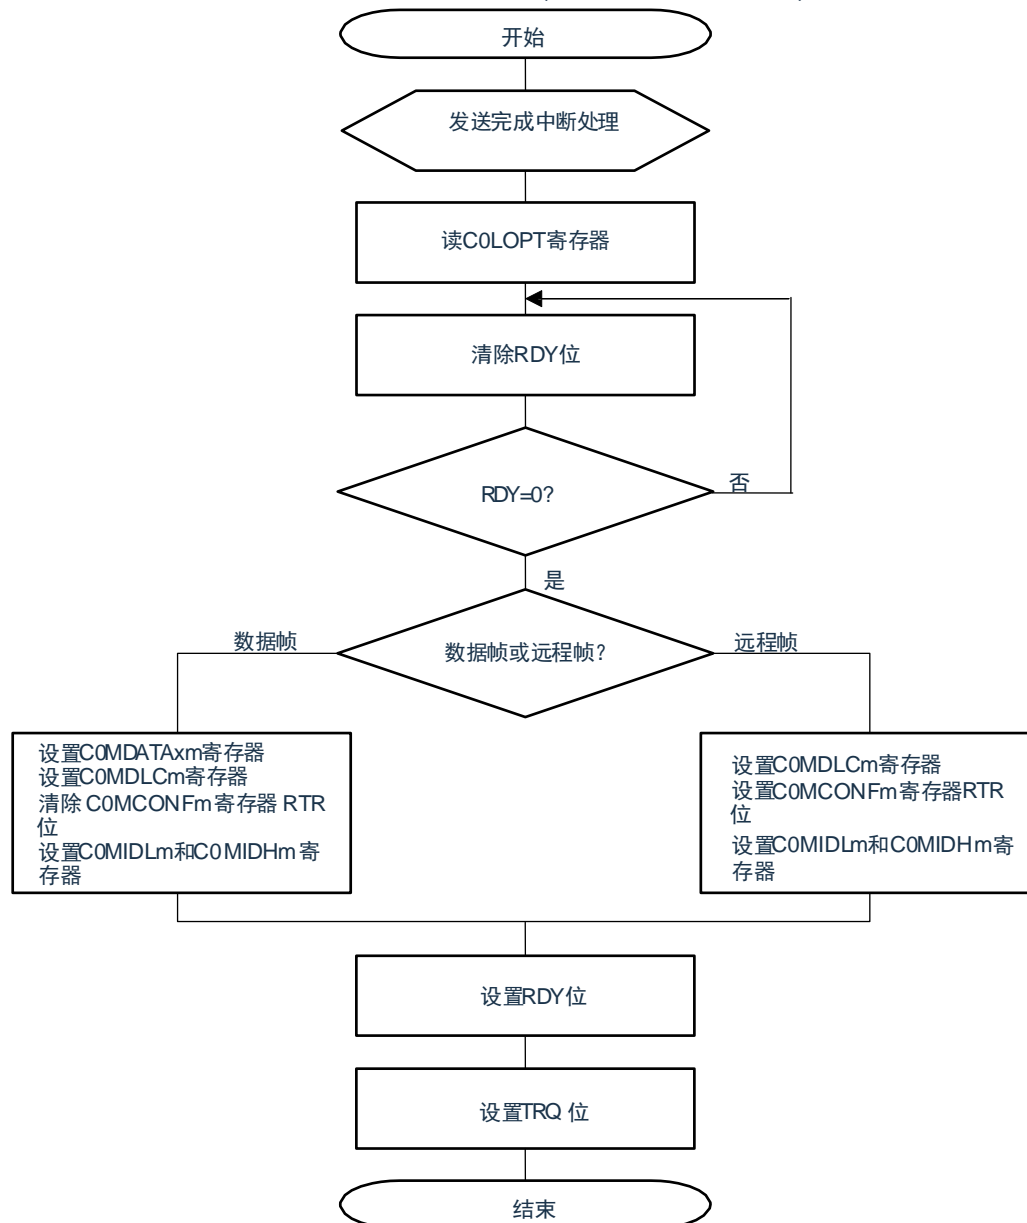 开始
发送完成中断处理
读C0LOPT寄存器
清除RDY位
RDY=0?
否
是
数据帧或远程帧?
数据帧
远程帧
设置C0MDATAxm寄存器
设置C0MDLCm寄存器
清除 C0MCONFm 寄存器 RTR
位
设置C0MIDLm和C0MIDHm 寄
存器
设置C0MDLCm寄存器
设置C0MCONFm 寄存器RTR
位
设置C0MIDLm和C0MIDHm寄
存器
设置RDY位
设置TRQ 位
结束